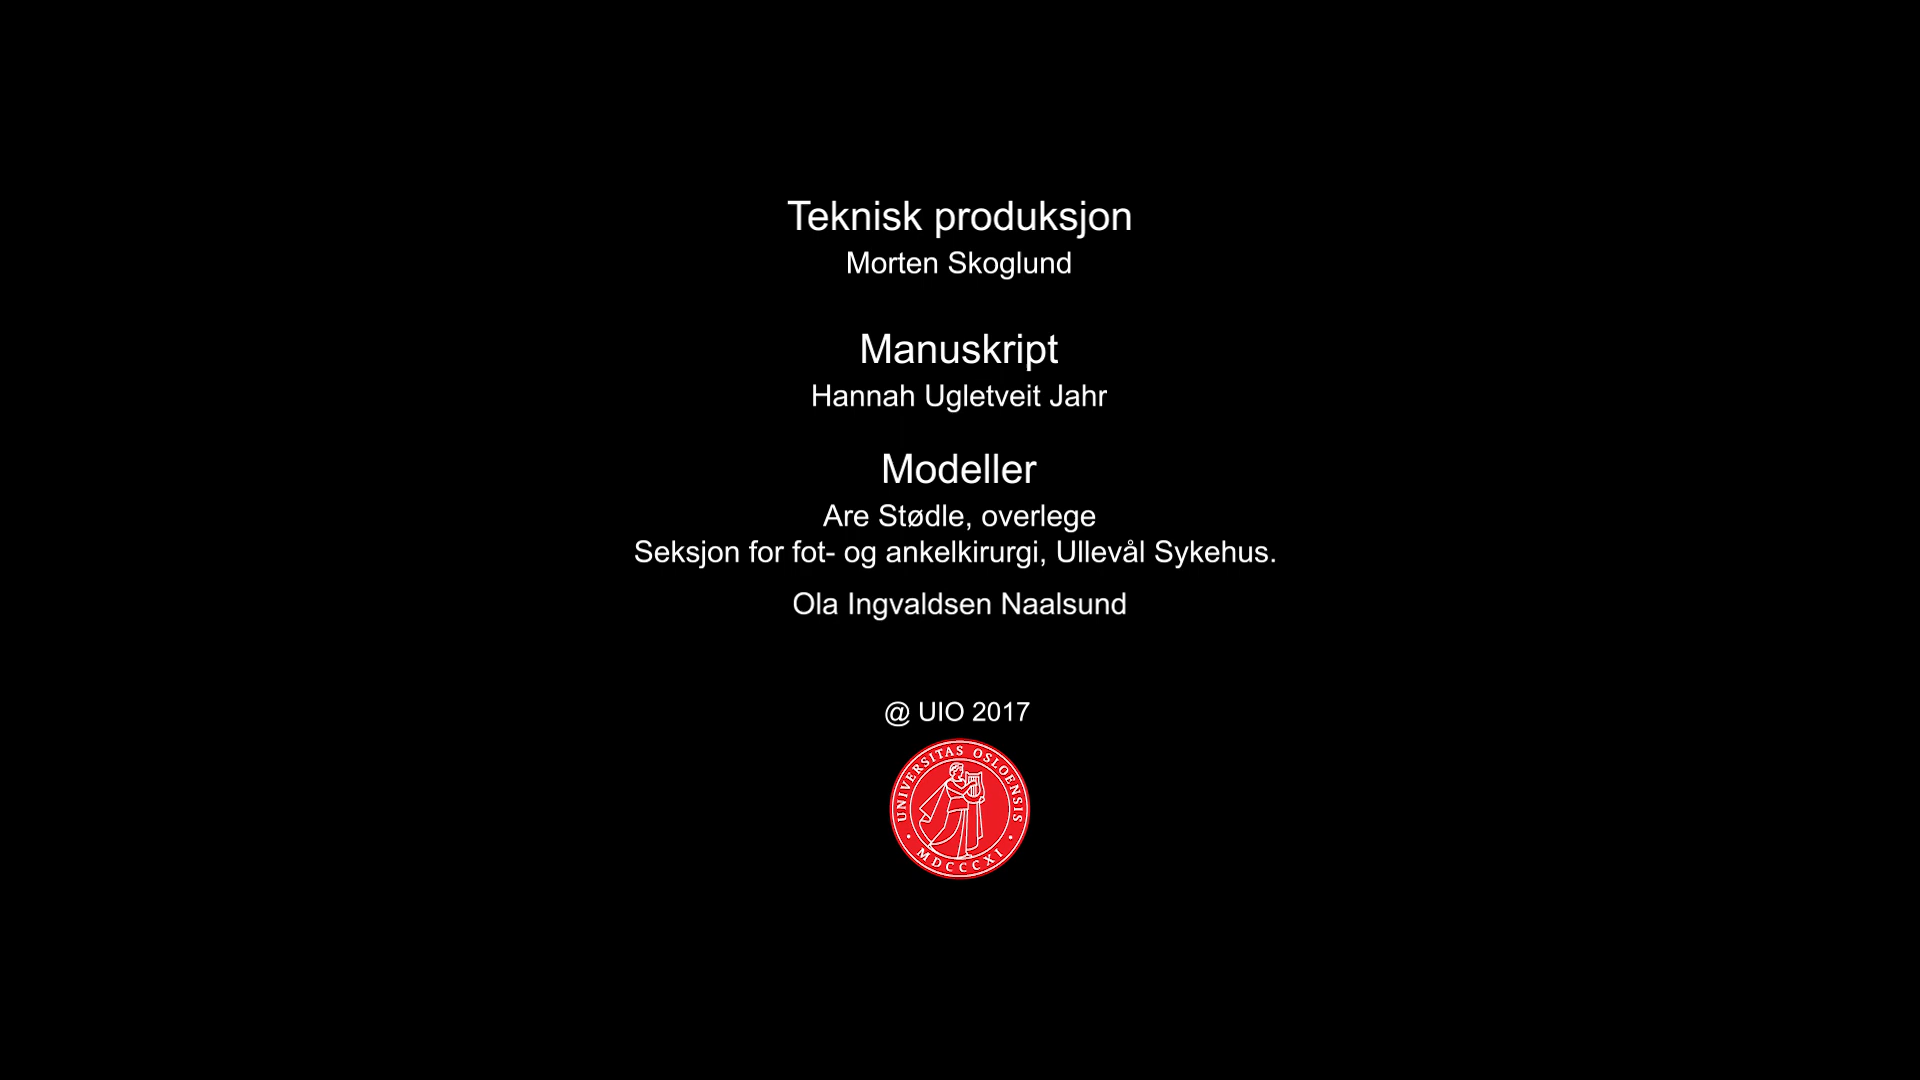 Teknisk produksjon
Morten Skoglund
Manuskript
Hannah Ugletveit Jahr
Modeller
Are Stødle, overlege
Seksjon for fot- og ankelkirurgi, Ullevål Sykehus.
Ola Ingvaldsen Naalsund
@ UIO 2017
UNIVERSITAS OSLOENSIS
MDCCCXI